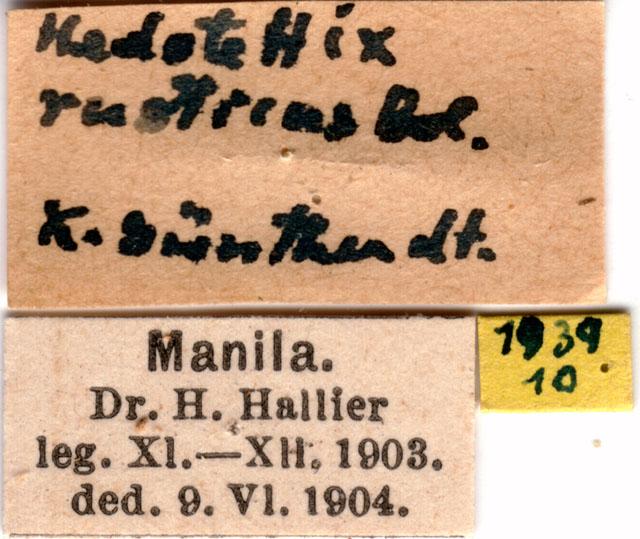 Hedotettix
rusticus Bol.
K. Günther dt.
Manila.
Dr. H. Hallier
leg. XI.—XII. 1903.
ded. 9. VI. 1904.
1939
10